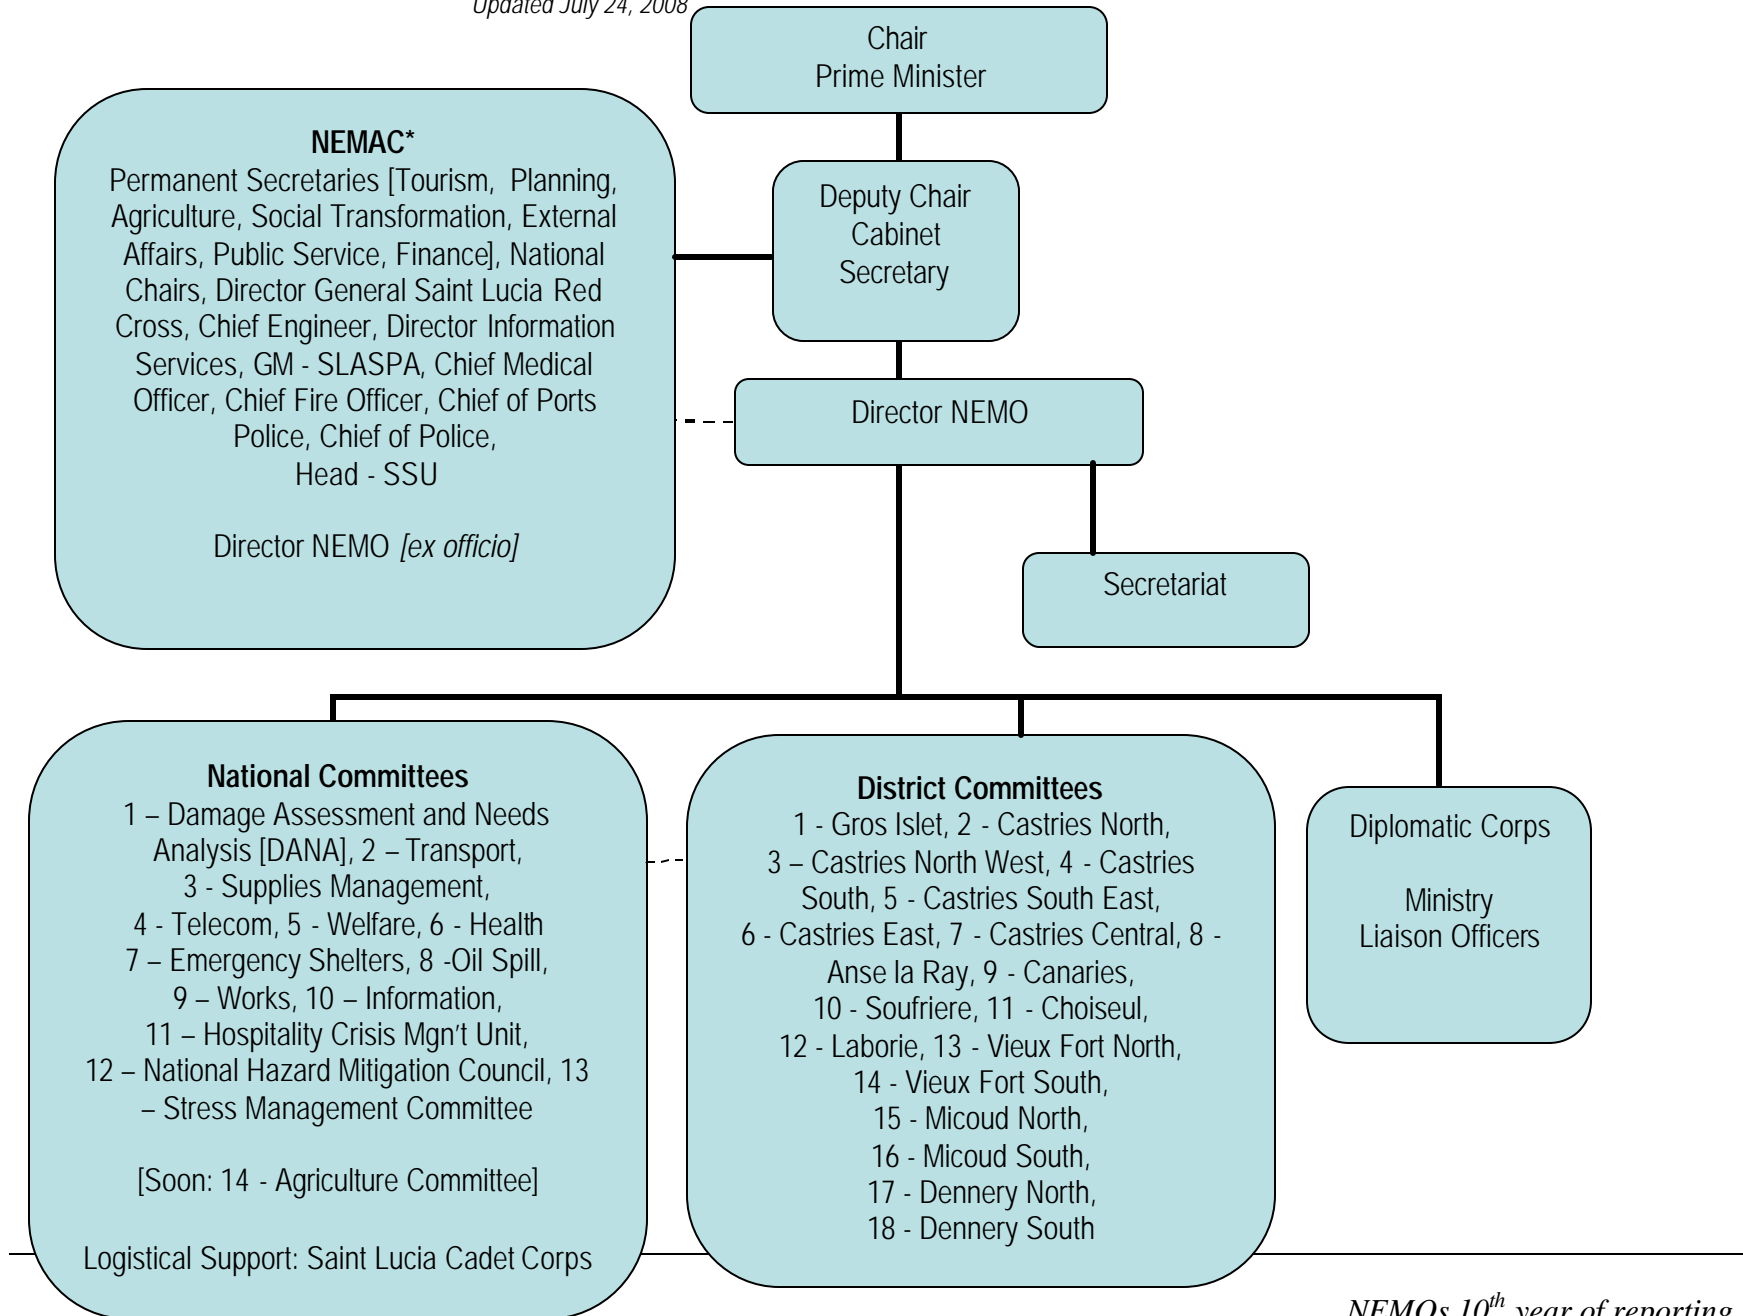 Updated July 24, 2008
Chair
Prime Minister
NEMAC*
Permanent Secretaries [Tourism, Planning,
Agriculture, Social Transformation, External
Affairs, Public Service, Finance], National
Chairs, Director General Saint Lucia Red
Cross, Chief Engineer, Director Information
Services, GM - SLASPA, Chief Medical
Officer, Chief Fire Officer, Chief of Ports
Police, Chief of Police,
Head - SSU
Director NEMO [ex officio]
Deputy Chair
Cabinet
Secretary
Director NEMO
Secretariat
National Committees
1 – Damage Assessment and Needs
Analysis [DANA], 2 – Transport,
3 - Supplies Management,
4 - Telecom, 5 - Welfare, 6 - Health
7 – Emergency Shelters, 8 -Oil Spill,
9 – Works, 10 – Information,
11 – Hospitality Crisis Mgn't Unit,
12 – National Hazard Mitigation Council, 13
– Stress Management Committee
[Soon: 14 - Agriculture Committee]
Logistical Support: Saint Lucia Cadet Corps
District Committees
1 - Gros Islet, 2 - Castries North,
3 – Castries North West, 4 - Castries
South, 5 - Castries South East,
6 - Castries East, 7 - Castries Central, 8 -
Anse la Ray, 9 - Canaries,
10 - Soufriere, 11 - Choiseul,
12 - Laborie, 13 - Vieux Fort North,
14 - Vieux Fort South,
15 - Micoud North,
16 - Micoud South,
17 - Dennery North,
18 - Dennery South
Diplomatic Corps
Ministry
Liaison Officers
NEMOs 10th year of reporting